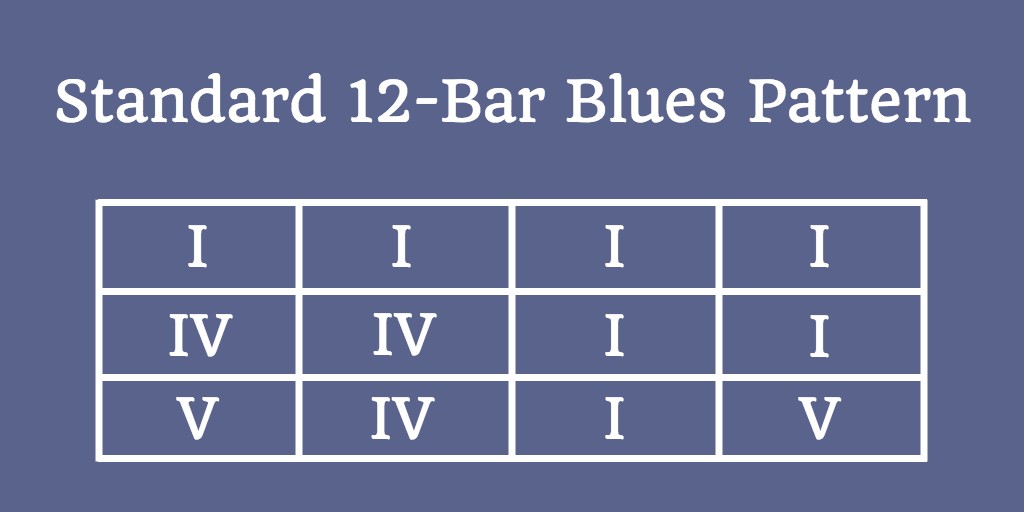 Standard 12-Bar Blues Pattern
I I I I
IV IV I I
V IV I V